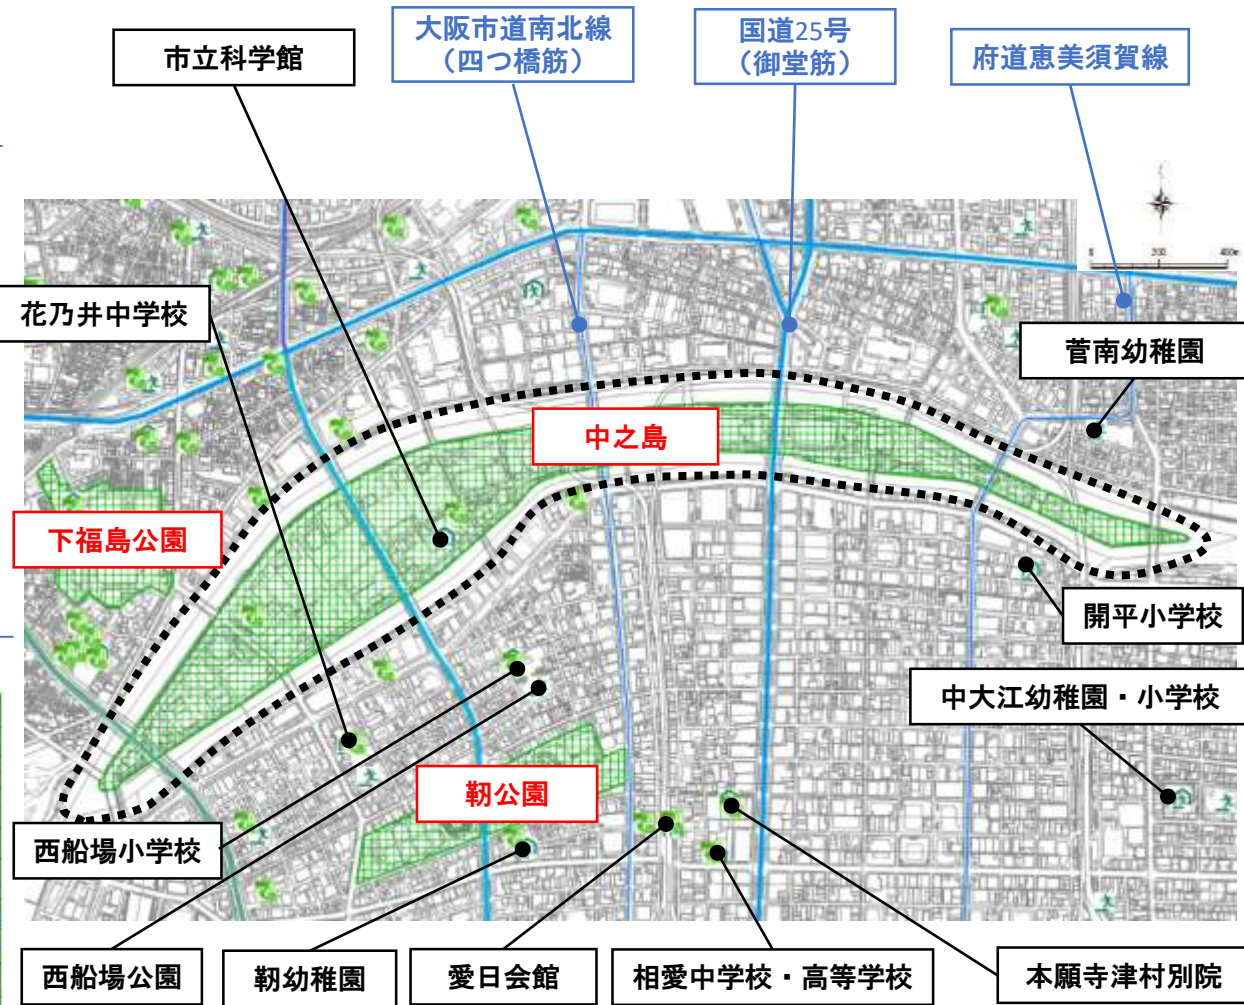 大阪市道南北線
（四つ橋筋）
国道25号
（御堂筋）
市立科学館
府道恵美須賀線
0 200 400m
花乃井中学校
菅南幼稚園
中之島
下福島公園
開平小学校
中大江幼稚園・小学校
靭公園
西船場小学校
西船場公園
靭幼稚園
愛日会館
相愛中学校・高等学校
本願寺津村別院